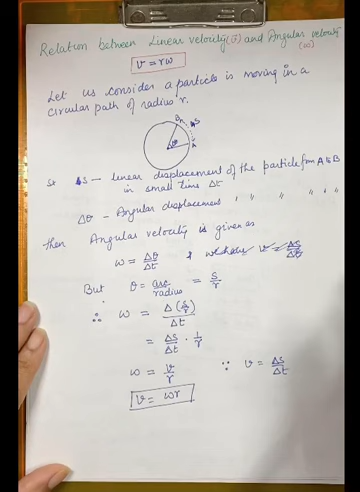 Relation between Linear velocity (v⃗) and Angular velocity (ω)
v = rω
Let us consider a particle is moving in a
circular path of radius r.
B ΔS
Δθ A
ΔS — linear displacement of the particle from A to B
in small time Δt
Δθ - Angular displacement " " " " "
then Angular velocity is given as
ω = Δθ/Δt &
But θ = arc/radius = S/r
∴ ω = Δ(S/r)/Δt
= ΔS/Δt · 1/r
ω = v/r ∵ v = ΔS/Δt
v = ωr